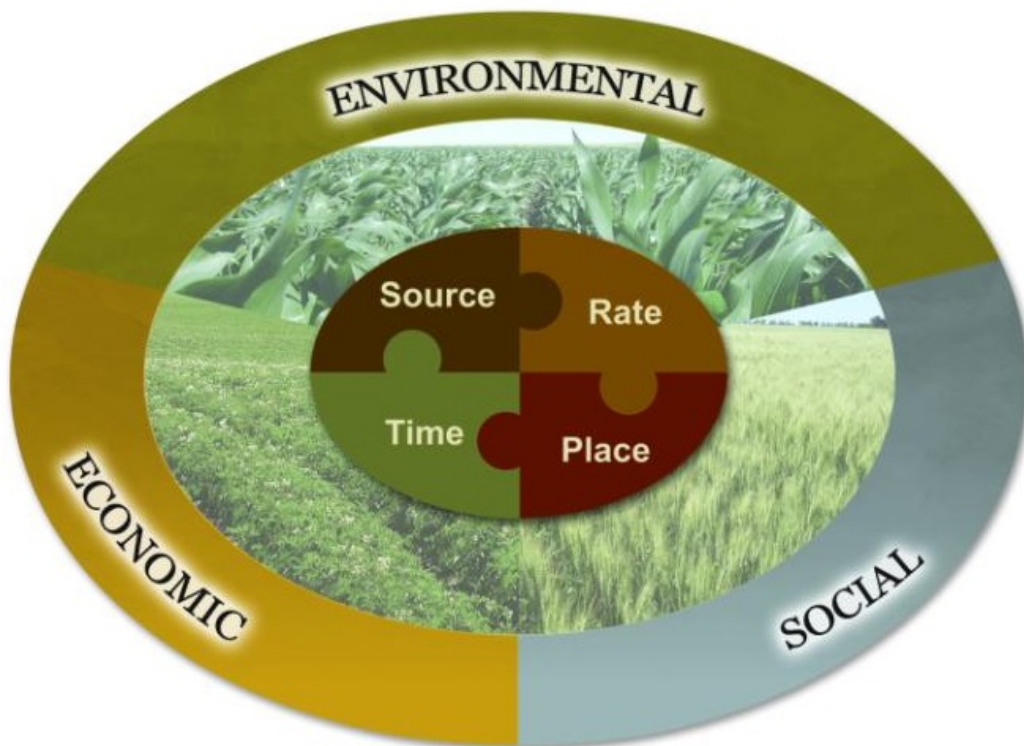 ENVIRONMENTAL
Source
Rate
Time
Place
ECONOMIC
SOCIAL